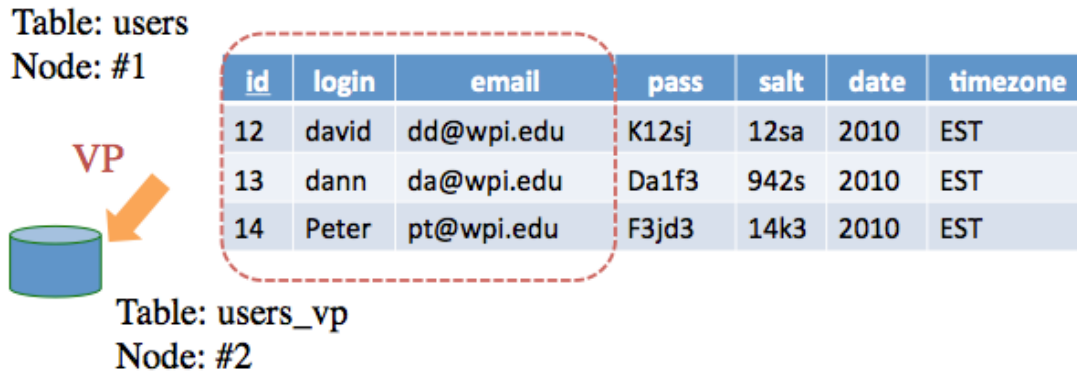 Table: users
Node: #1
id login email pass salt date timezone
12 david dd@wpi.edu K12sj 12sa 2010 EST
13 dann da@wpi.edu Da1f3 942s 2010 EST
14 Peter pt@wpi.edu F3jd3 14k3 2010 EST
VP
Table: users_vp
Node: #2